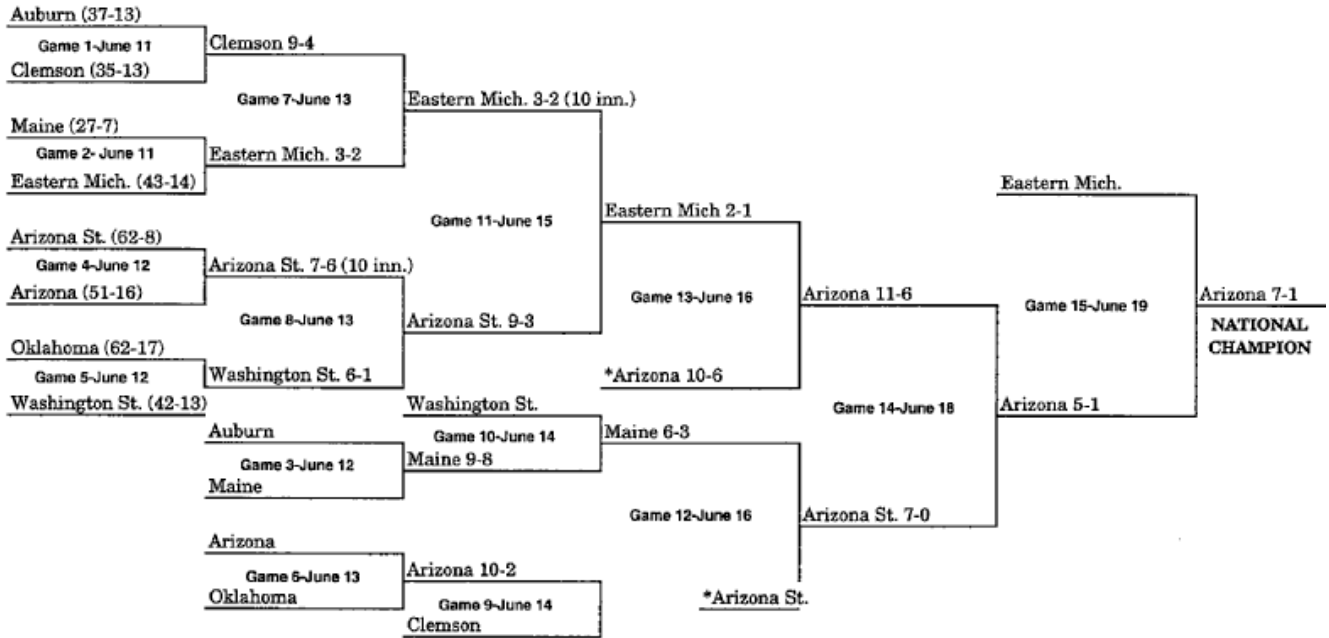 Auburn (37-13)
Game 1-June 11
Clemson 9-4
Clemson (35-13)
Game 7-June 13
Eastern Mich. 3-2 (10 inn.)
Maine (27-7)
Game 2- June 11
Eastern Mich. 3-2
Eastern Mich. (43-14)
Eastern Mich.
Game 11-June 15
Eastern Mich 2-1
Arizona St. (62-8)
Game 4-June 12
Arizona St. 7-6 (10 inn.)
Arizona (51-16)
Game 13-June 16
Arizona 11-6
Game 15-June 19
Arizona 7-1
NATIONAL
CHAMPION
Game 8-June 13
Arizona St. 9-3
Oklahoma (62-17)
Game 5-June 12
Washington St. 6-1
*Arizona 10-6
Washington St. (42-13)
Washington St.
Game 14-June 18
Arizona 5-1
Auburn
Game 10-June 14
Maine 6-3
Game 3-June 12
Maine 9-8
Maine
Game 12-June 16
Arizona St. 7-0
Arizona
Game 6-June 13
Arizona 10-2
Oklahoma
Game 9-June 14
*Arizona St.
Clemson